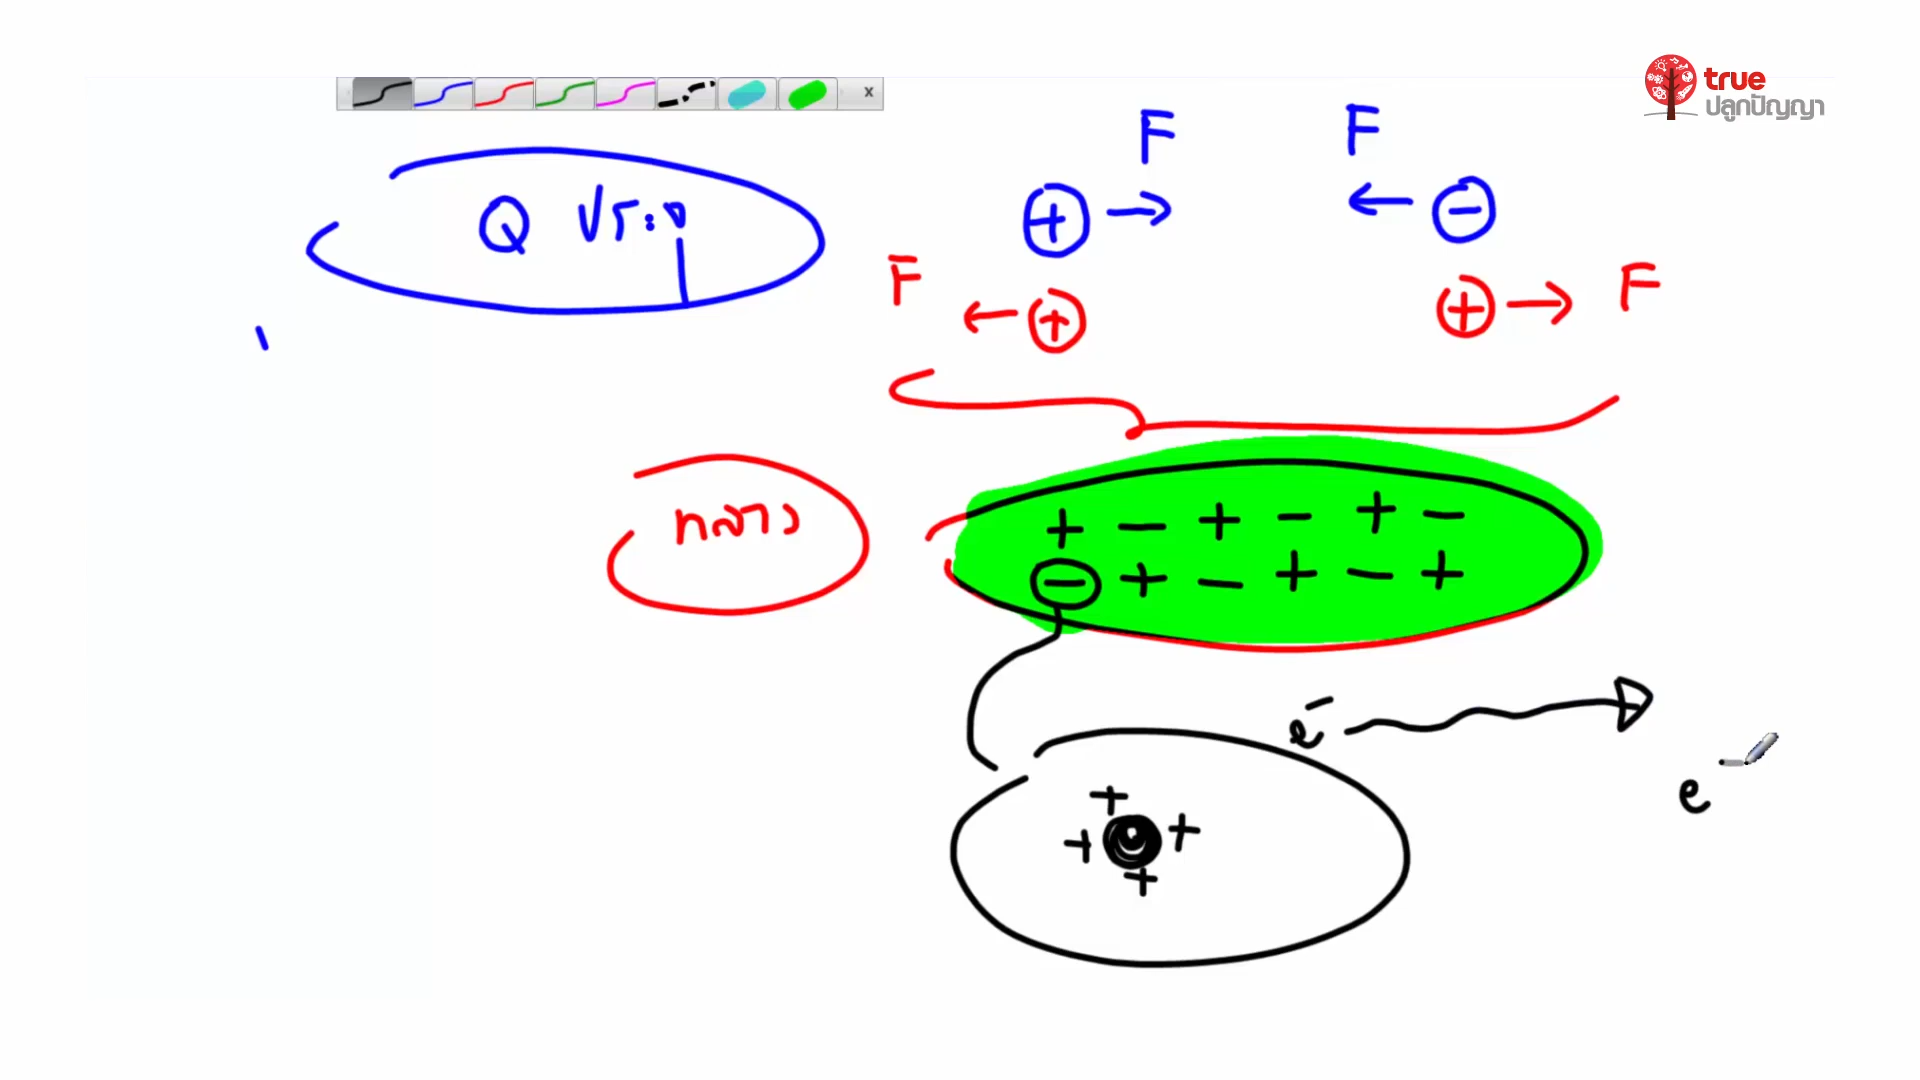 true
ปลูกปัญญา
x
F F
Q ประจุ
+ → ← −
F ← + + → F
กลาง
+ − + − + −
− + − + − +
e⁻
e −
+
+ +
+